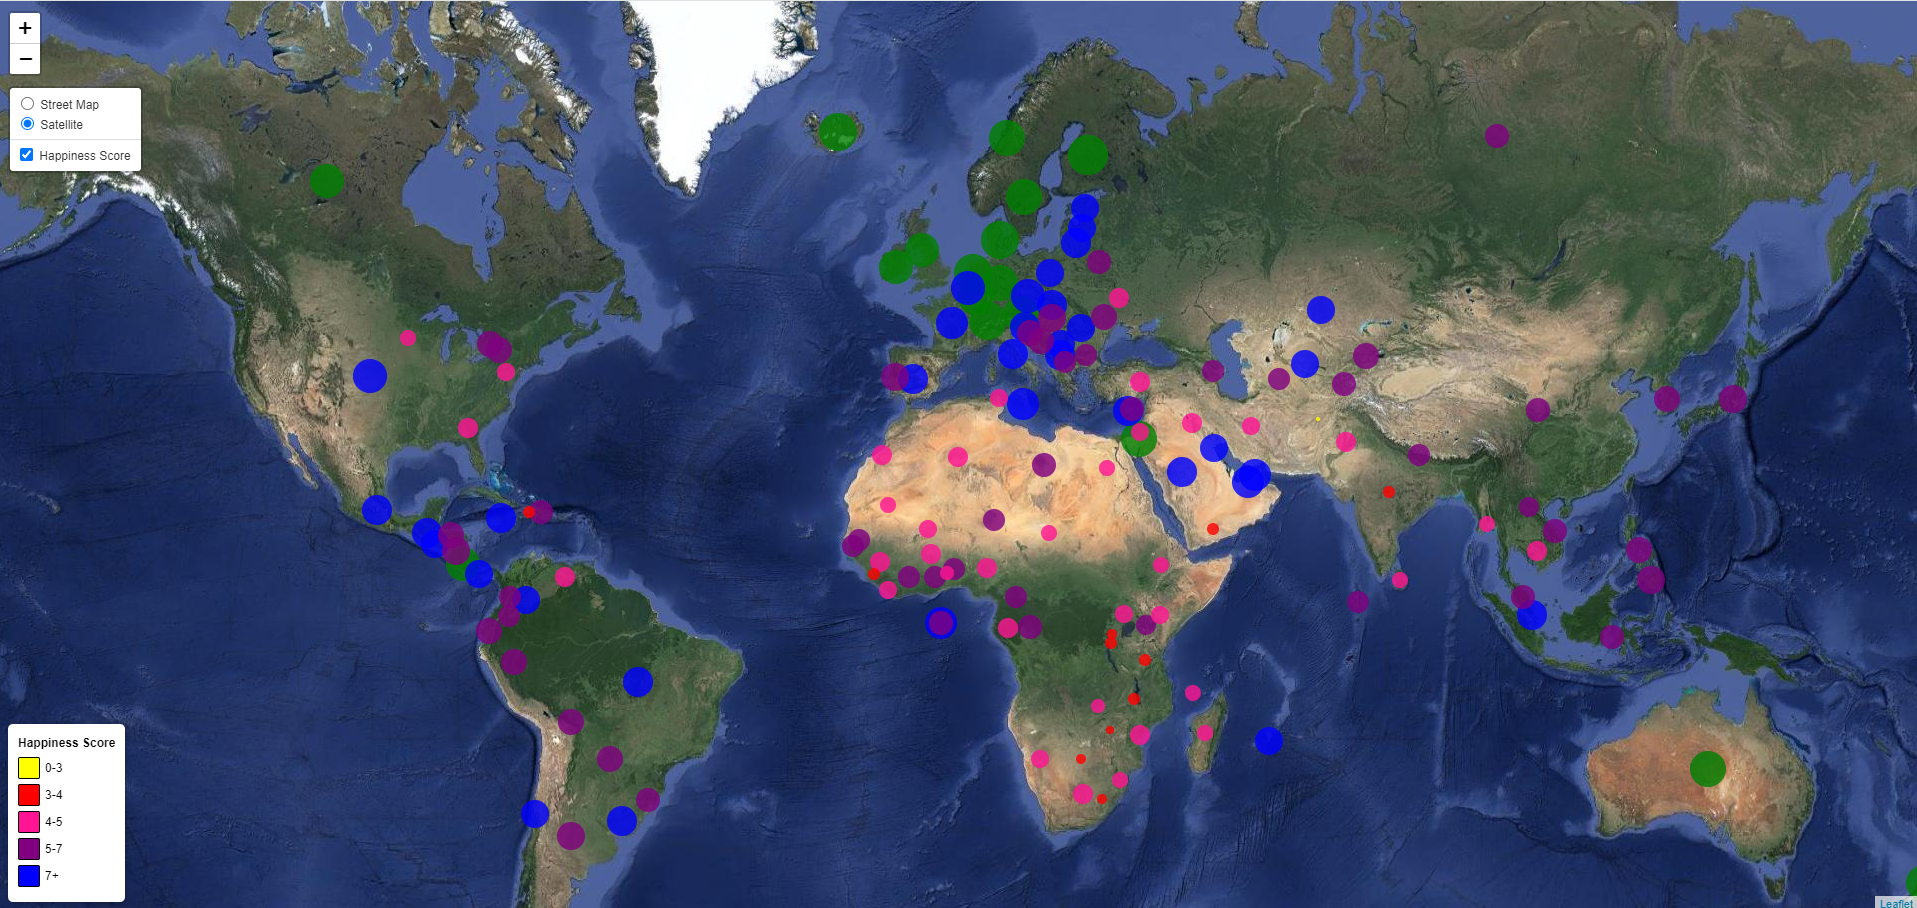 +
−
Street Map
Satellite
Happiness Score
Happiness Score
0-3
3-4
4-5
5-7
7+
Leaflet